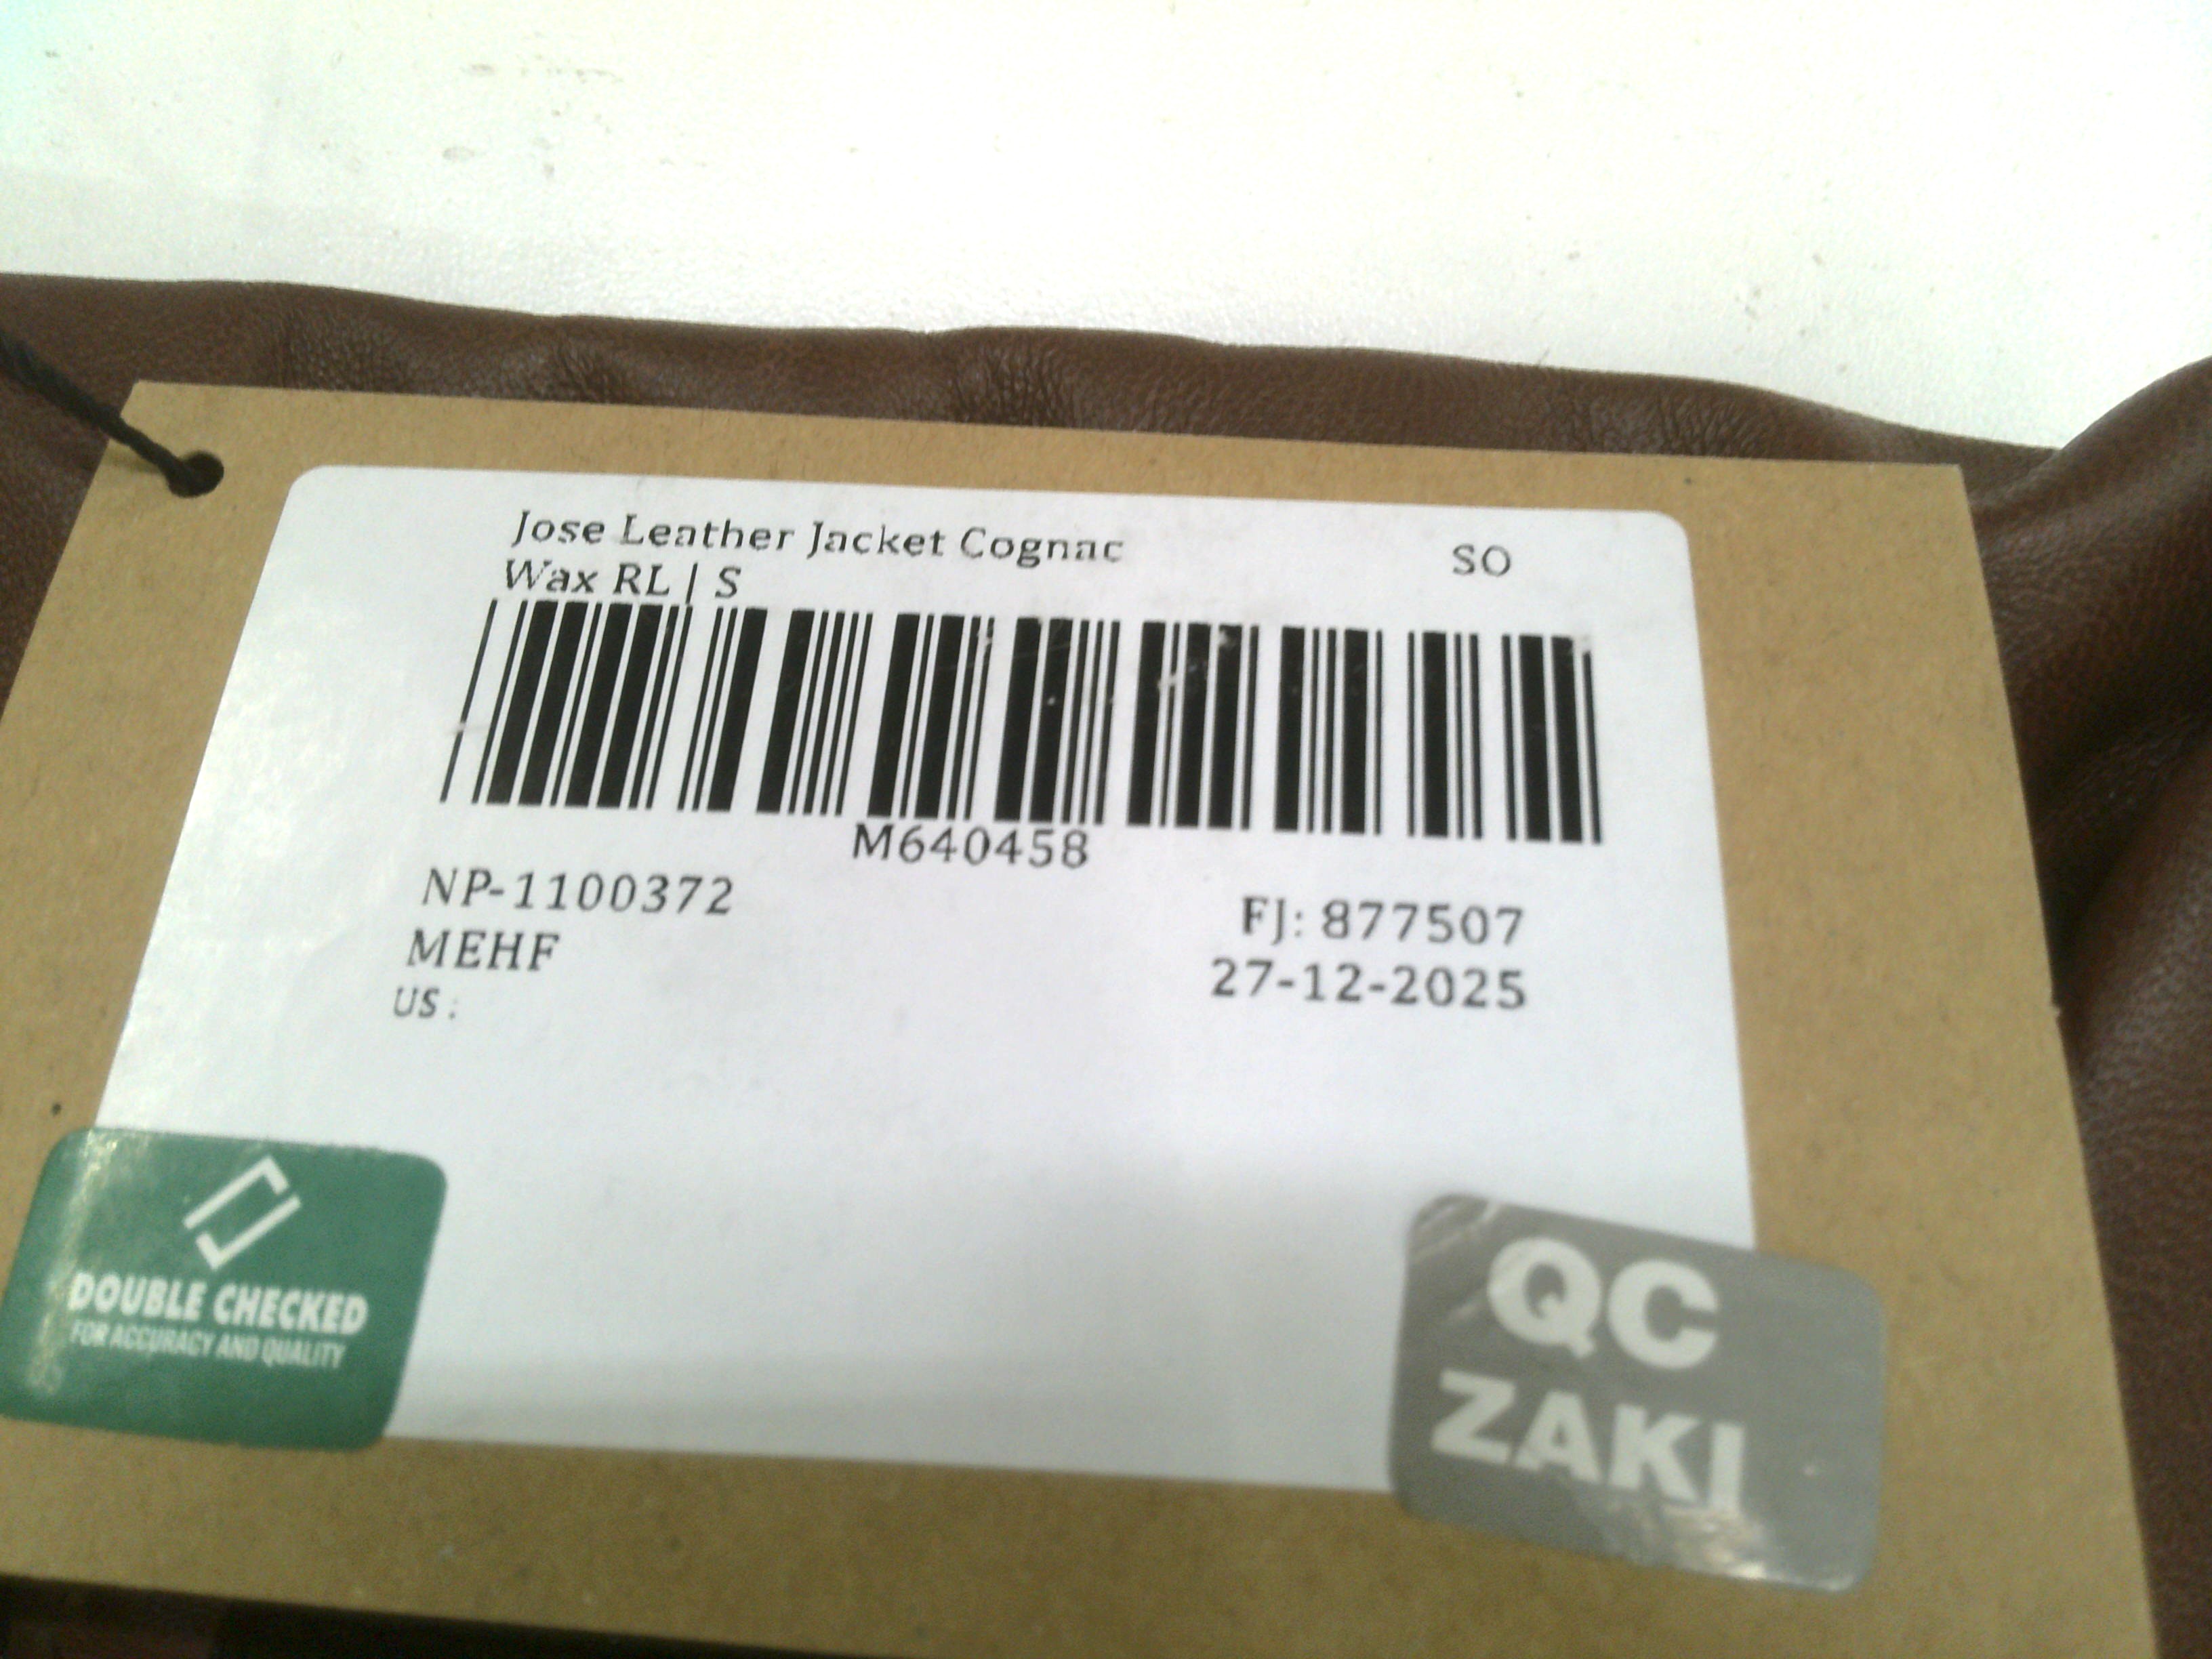 Jose Leather Jacket Cognac
Wax RL | S
SO
M640458
NP-1100372
MEHF
US :
FJ: 877507
27-12-2025
DOUBLE CHECKED
FOR ACCURACY AND QUALITY
QC
ZAKI